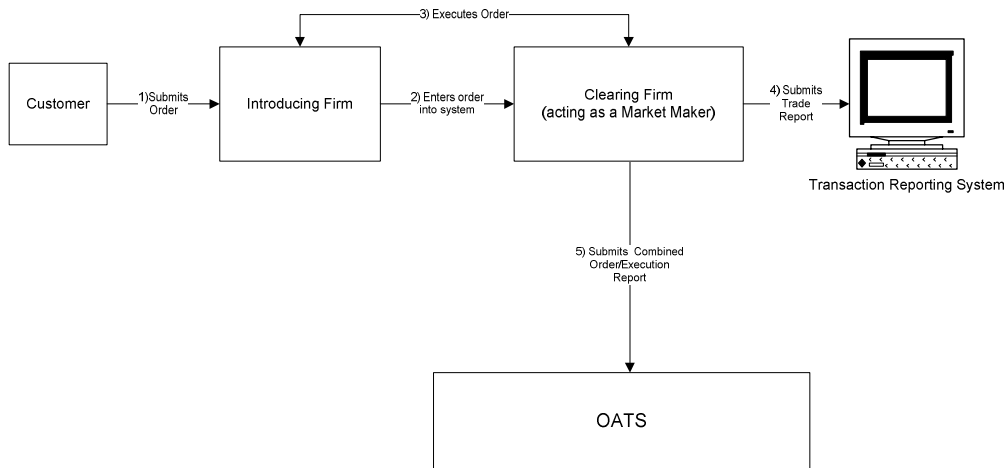 3) Executes Order
Customer
1)Submits
Order
Introducing Firm
2) Enters order
into system
Clearing Firm
(acting as a Market Maker)
4) Submits
Trade
Report
Transaction Reporting System
5) Submits Combined
Order/Execution
Report
OATS